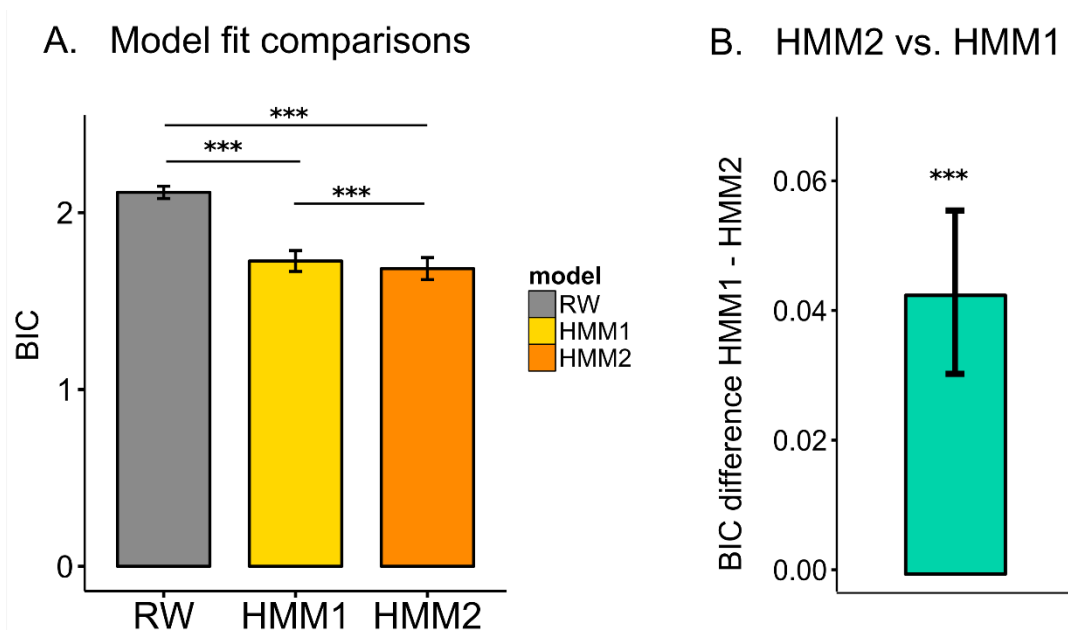 A. Model fit comparisons
***
***
***
2
1
0
BIC
RW HMM1 HMM2
model
RW
HMM1
HMM2
B. HMM2 vs. HMM1
***
0.06
0.04
0.02
0.00
BIC difference HMM1 - HMM2